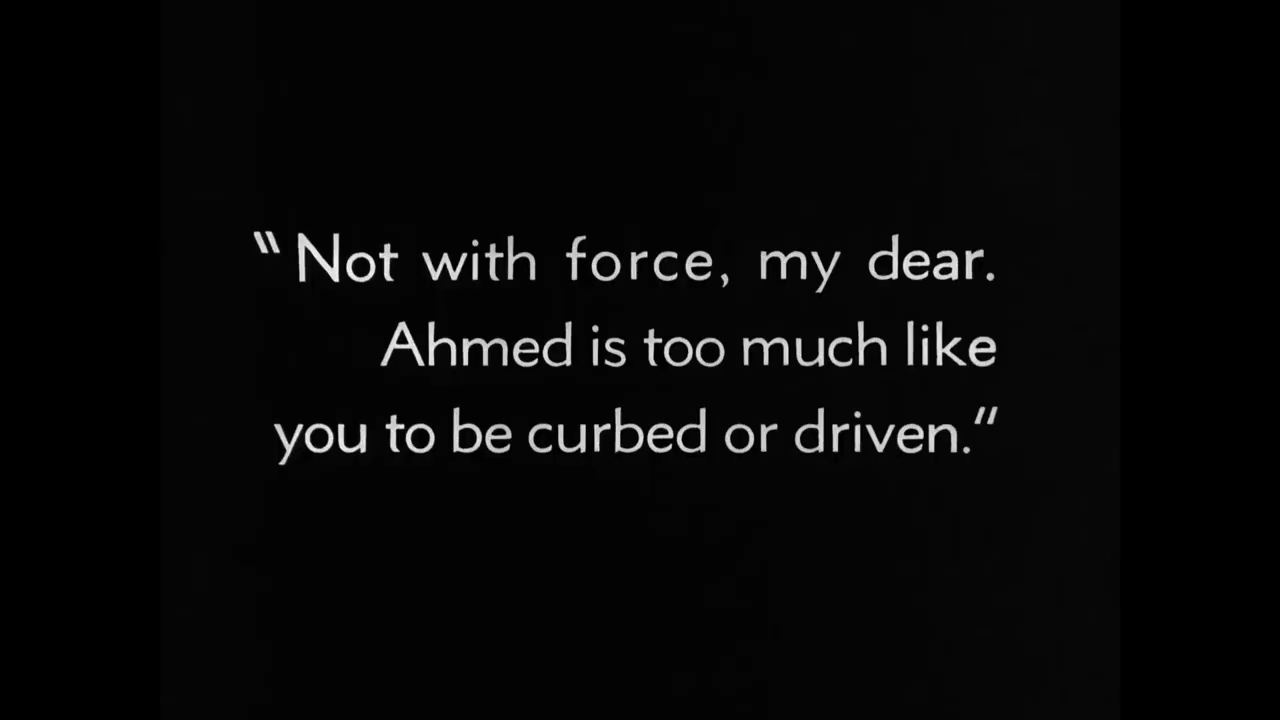 "Not with force, my dear.
Ahmed is too much like
you to be curbed or driven."